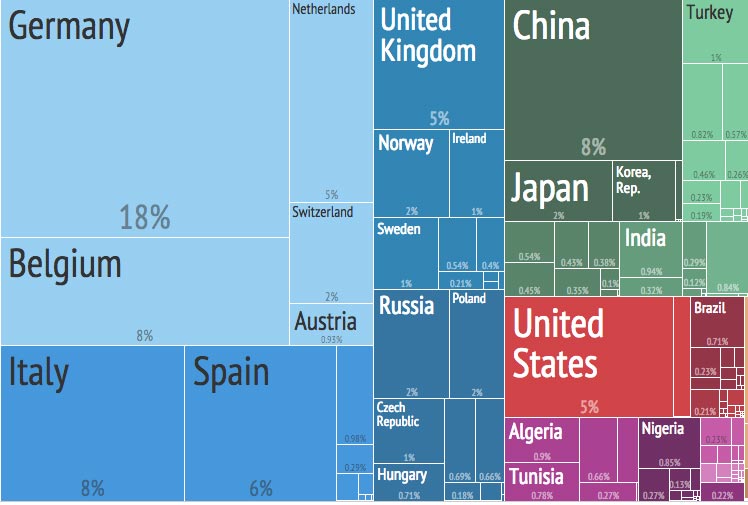 Germany
18%
Netherlands
5%
Belgium
8%
Switzerland
2%
Austria
0.93%
Italy
8%
Spain
6%
0.98%
0.29%
United
Kingdom
5%
Norway
2%
Ireland
1%
Sweden
1%
0.54%
0.4%
0.21%
Russia
2%
Poland
2%
Czech
Republic
1%
Hungary
0.71%
0.69%
0.66%
0.18%
China
8%
Japan
2%
Korea,
Rep.
1%
0.54%
0.43%
0.38%
0.45%
0.35%
0.1%
India
0.94%
0.32%
0.29%
0.12%
0.84%
Turkey
1%
0.82%
0.57%
0.46%
0.26%
0.23%
0.19%
United
States
5%
Brazil
0.71%
0.23%
0.21%
Algeria
0.9%
Tunisia
0.78%
0.66%
0.27%
Nigeria
0.85%
0.27%
0.13%
0.23%
0.22%